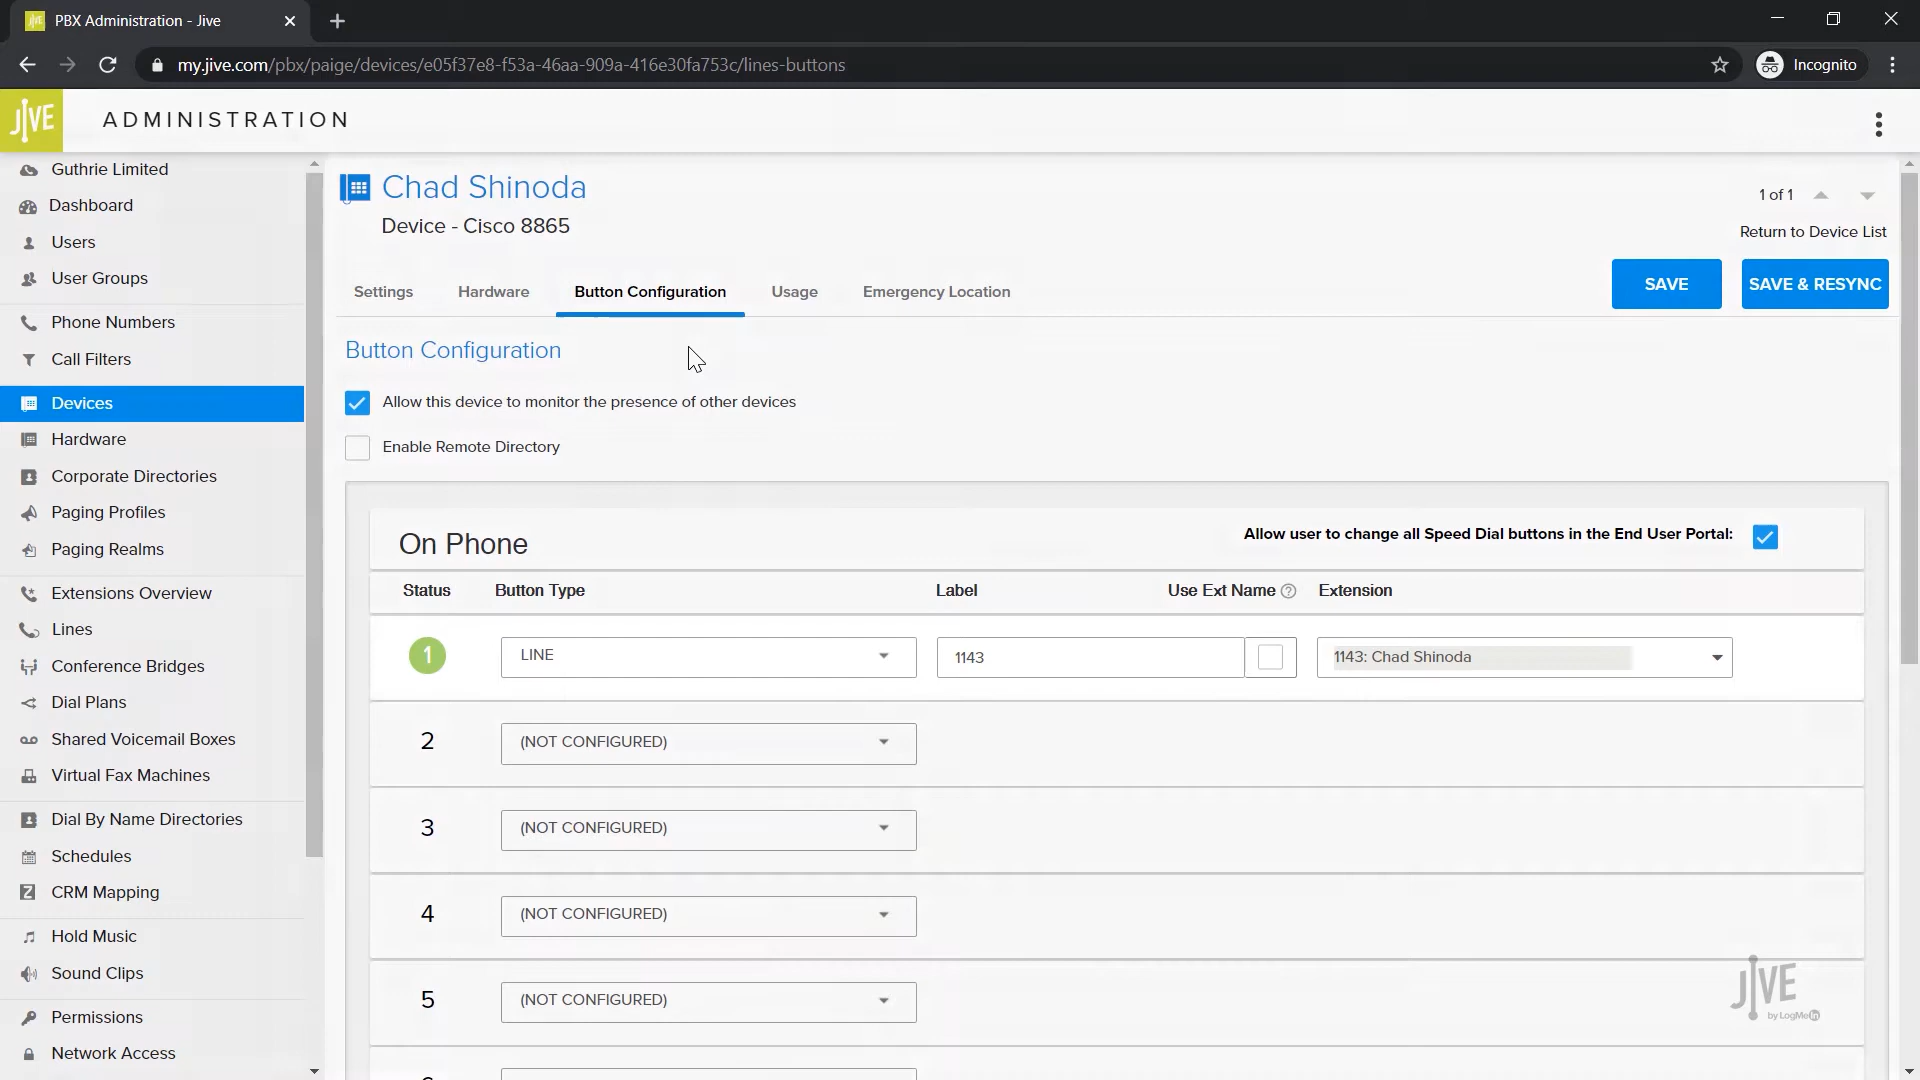 PBX Administration - Jive
my.jive.com/pbx/paige/devices/e05f37e8-f53a-46aa-909a-416e30fa753c/lines-buttons
Incognito
JIVE
ADMINISTRATION
Guthrie Limited
Dashboard
Users
User Groups
Phone Numbers
Call Filters
Devices
Hardware
Corporate Directories
Paging Profiles
Paging Realms
Extensions Overview
Lines
Conference Bridges
Dial Plans
Shared Voicemail Boxes
Virtual Fax Machines
Dial By Name Directories
Schedules
CRM Mapping
Hold Music
Sound Clips
Permissions
Network Access
Chad Shinoda
Device - Cisco 8865
1 of 1
Return to Device List
Settings Hardware Button Configuration Usage Emergency Location
SAVE SAVE & RESYNC
Button Configuration
Allow this device to monitor the presence of other devices
Enable Remote Directory
On Phone
Allow user to change all Speed Dial buttons in the End User Portal:
Status Button Type Label Use Ext Name Extension
1 LINE 1143 1143: Chad Shinoda
2 (NOT CONFIGURED)
3 (NOT CONFIGURED)
4 (NOT CONFIGURED)
5 (NOT CONFIGURED)
JIVE
by LogMeIn